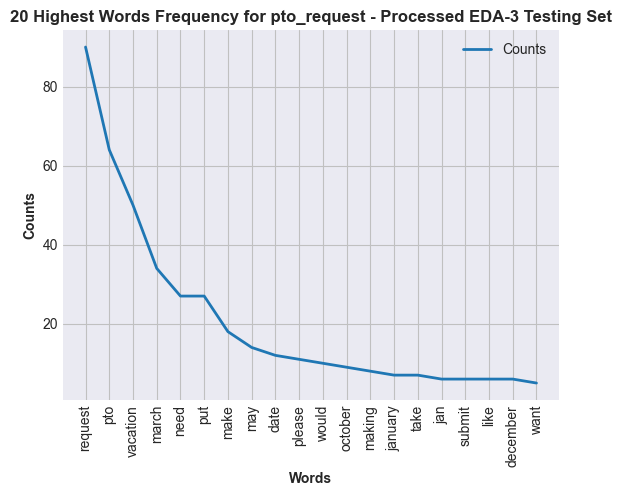 20 Highest Words Frequency for pto_request - Processed EDA-3 Testing Set
Counts
80
60
40
20
Counts
request
pto
vacation
march
need
put
make
may
date
please
would
october
making
january
take
jan
submit
like
december
want
Words